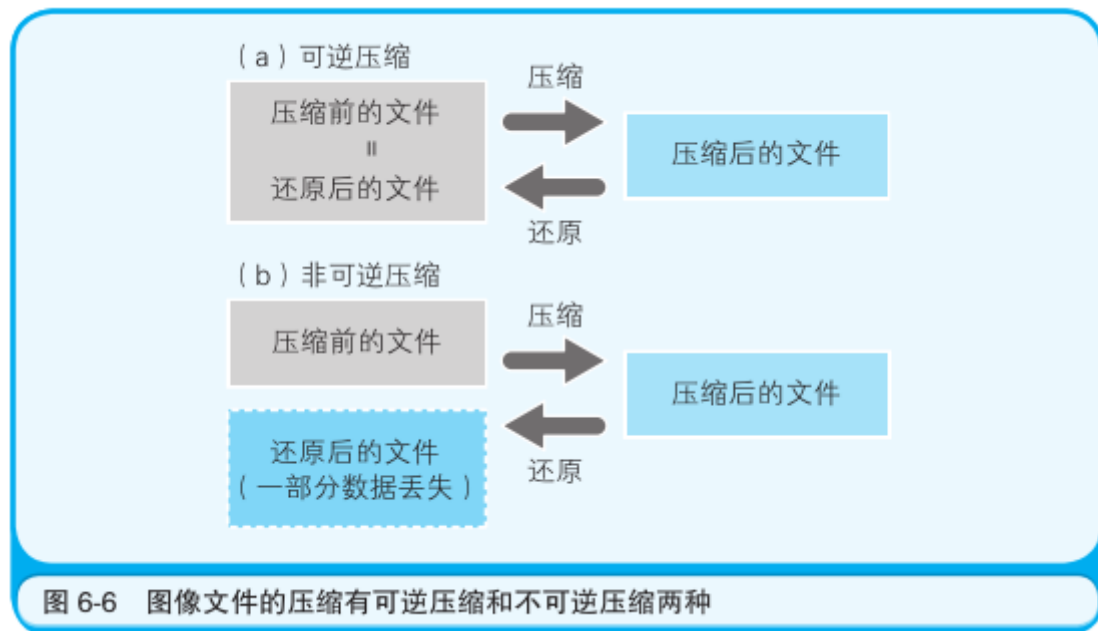 （a）可逆压缩
压缩前的文件
=
还原后的文件
压缩
还原
压缩后的文件
（b）非可逆压缩
压缩前的文件
还原后的文件
（一部分数据丢失）
压缩
还原
压缩后的文件
图 6-6 图像文件的压缩有可逆压缩和不可逆压缩两种